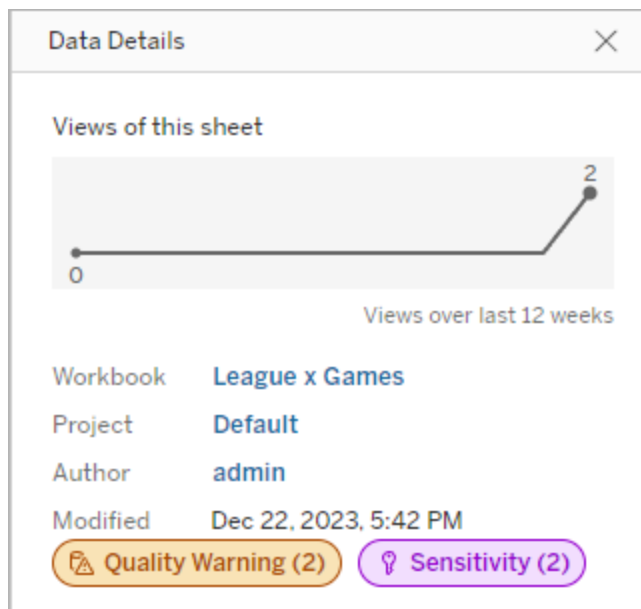 Data Details
Views of this sheet
2
0
Views over last 12 weeks
Workbook League x Games
Project Default
Author admin
Modified Dec 22, 2023, 5:42 PM
Quality Warning (2) Sensitivity (2)